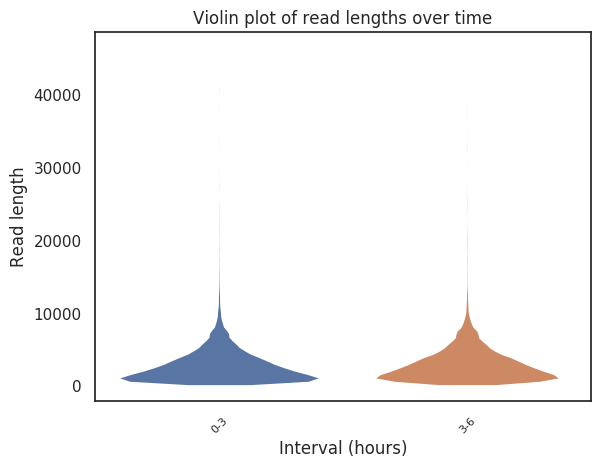 Violin plot of read lengths over time
Read length
40000
30000
20000
10000
0
0-3
3-6
Interval (hours)